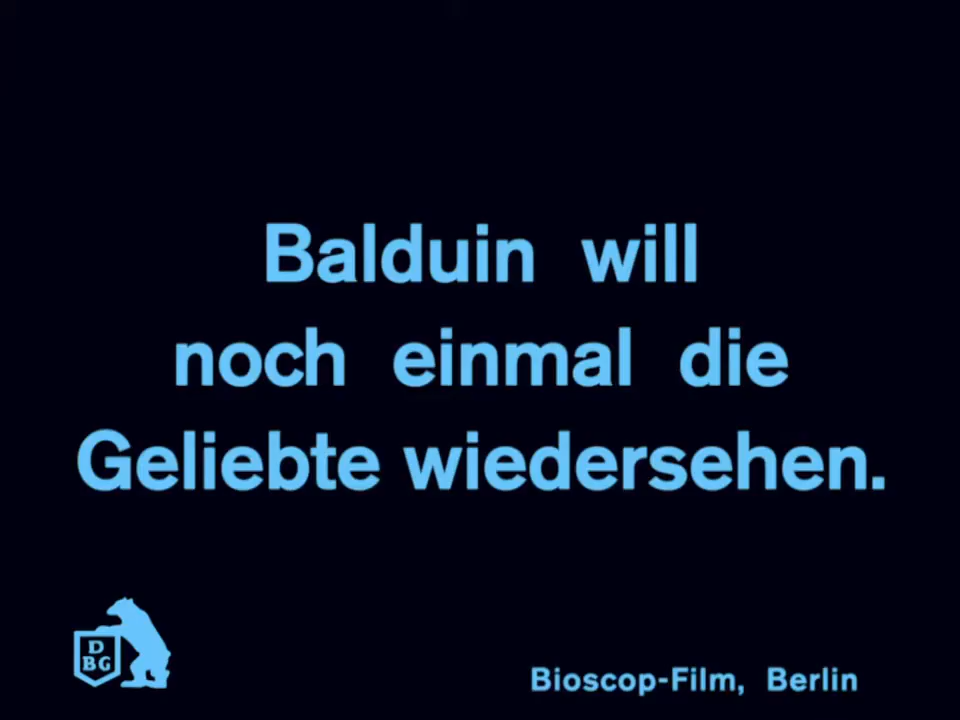 Balduin will
noch einmal die
Geliebte wiedersehen.
D
BG
Bioscop-Film, Berlin